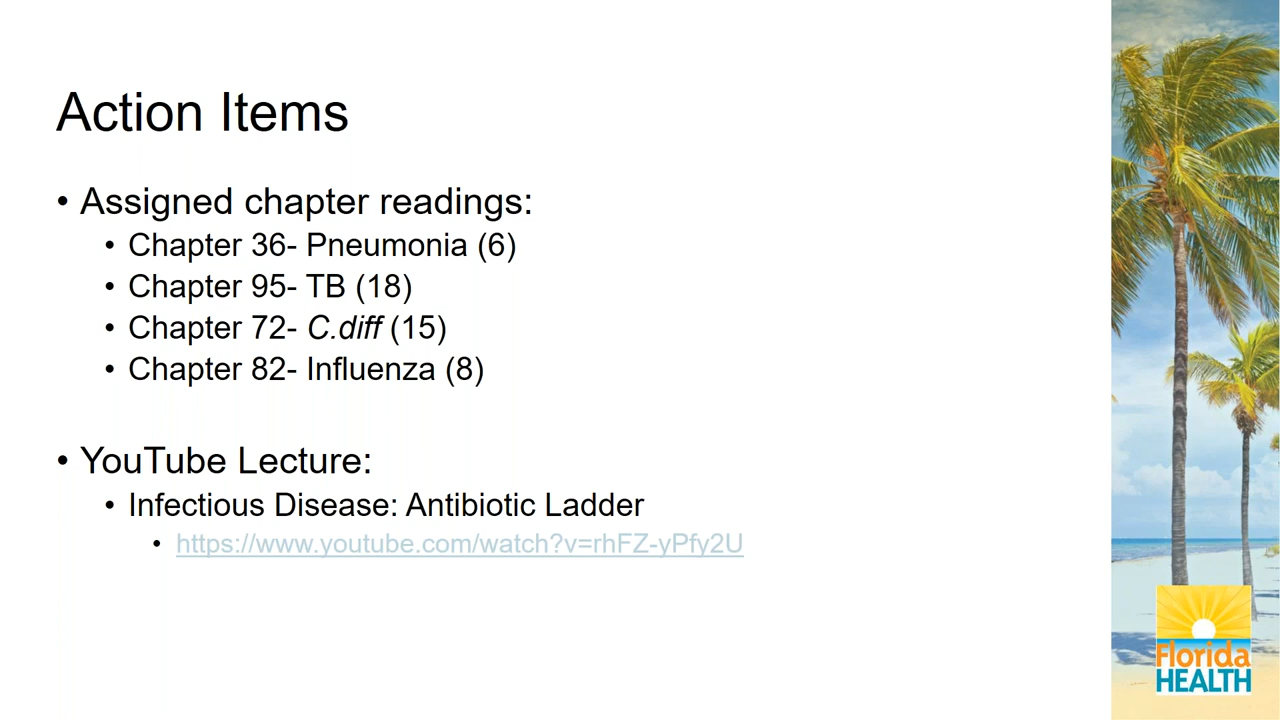 Action Items
• Assigned chapter readings:
• Chapter 36- Pneumonia (6)
• Chapter 95- TB (18)
• Chapter 72- C.diff (15)
• Chapter 82- Influenza (8)
• YouTube Lecture:
• Infectious Disease: Antibiotic Ladder
• https://www.youtube.com/watch?v=rhFZ-yPfy2U
Florida
HEALTH